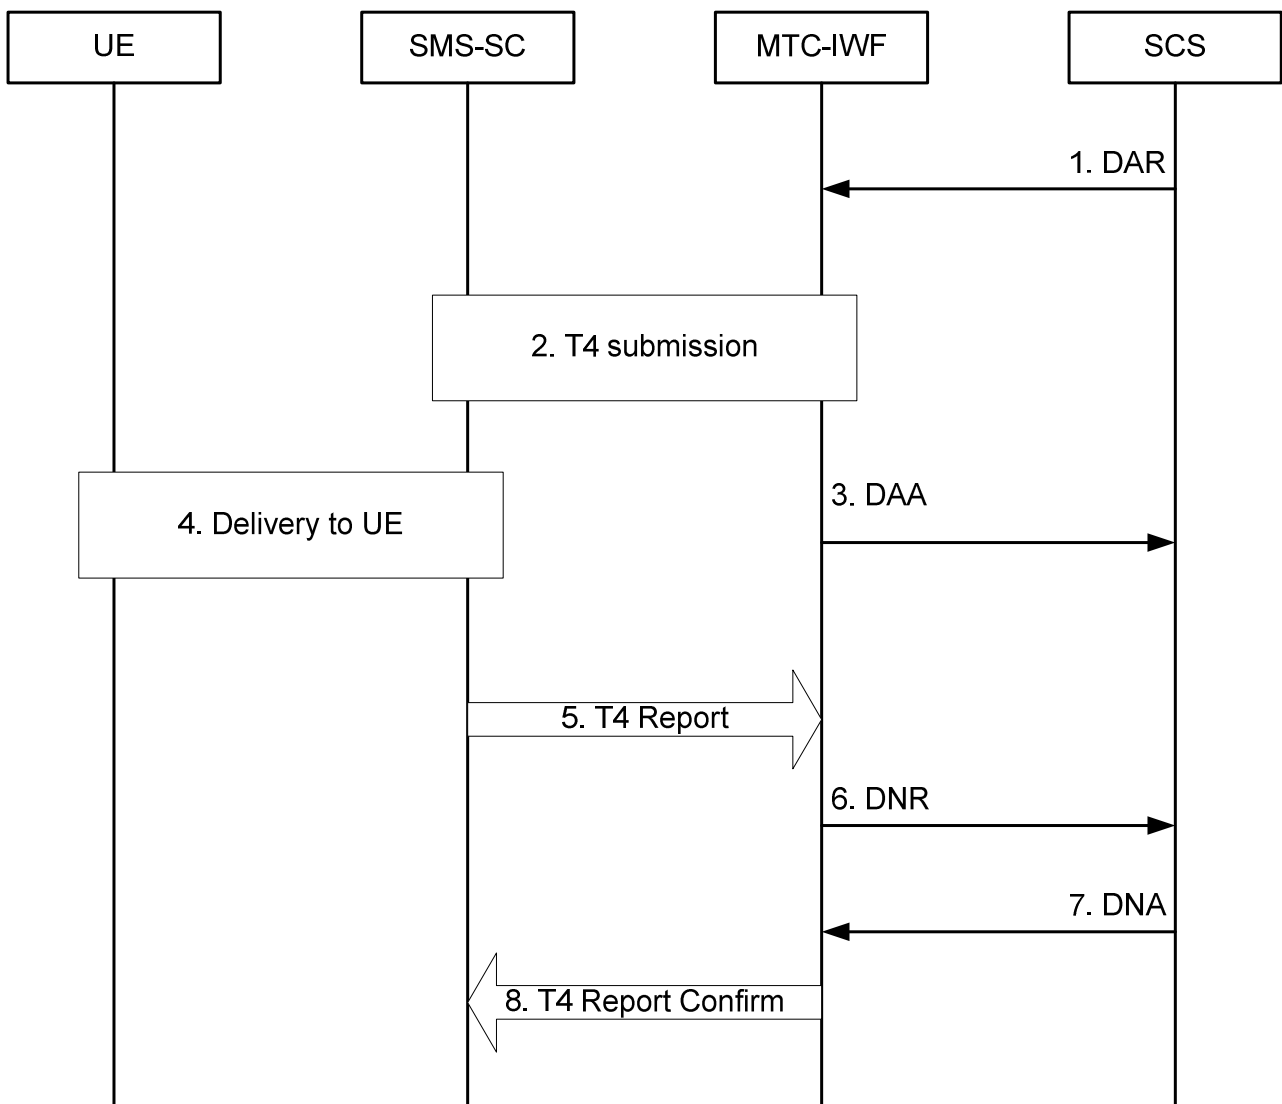 UE
SMS-SC
MTC-IWF
SCS
1. DAR
2. T4 submission
3. DAA
4. Delivery to UE
5. T4 Report
6. DNR
7. DNA
8. T4 Report Confirm